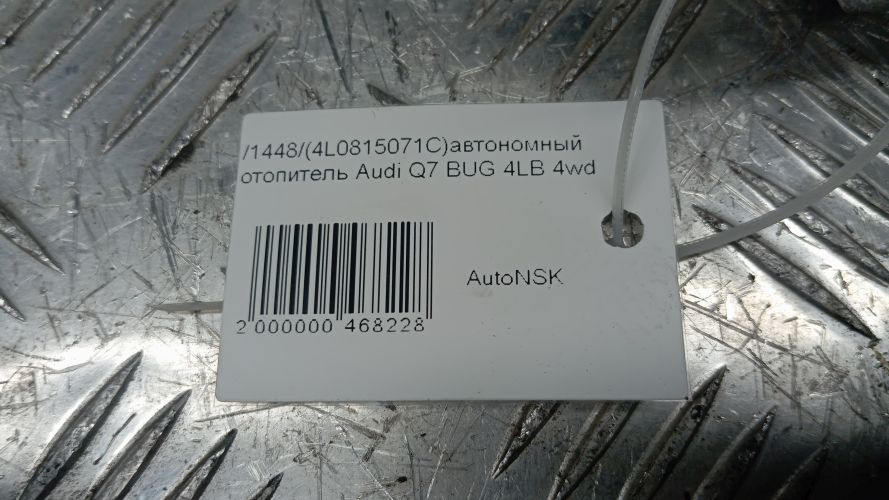 /1448/(4L0815071C)автономный
отопитель Audi Q7 BUG 4LB 4wd
AutoNSK
2 000000 468228